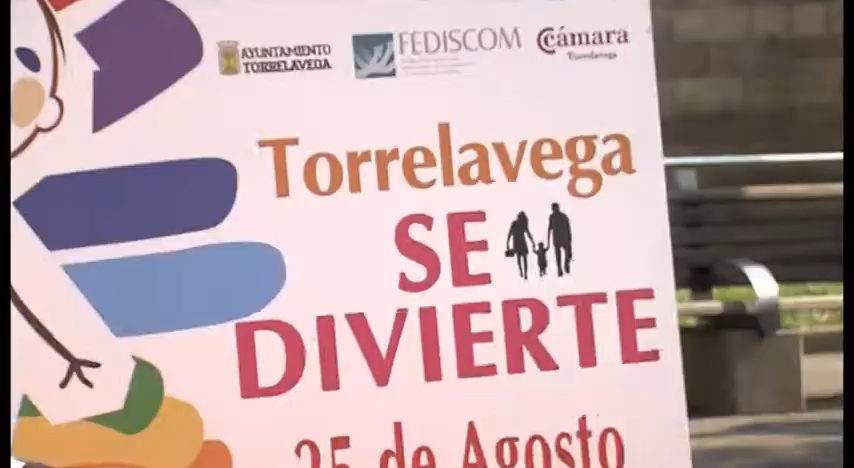 AYUNTAMIENTO
TORRELAVEGA
FEDISCOM
Cámara
Torrelavega
Torrelavega
SE
DIVIERTE
25 de Agosto